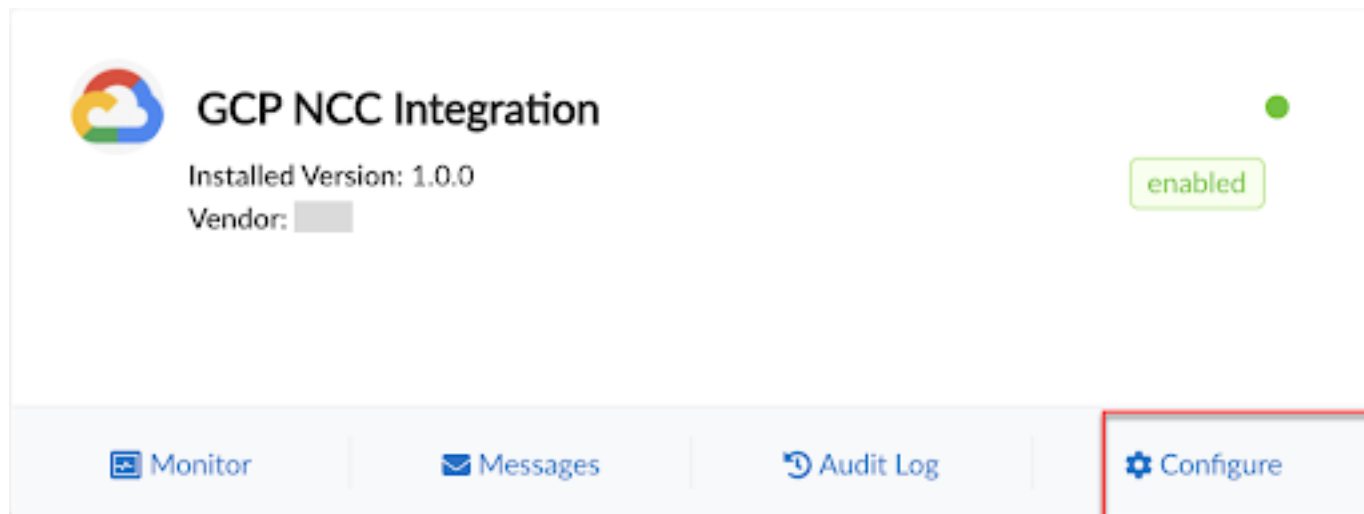 GCP NCC Integration
Installed Version: 1.0.0
enabled
Vendor:
Monitor
Messages
Audit Log
Configure